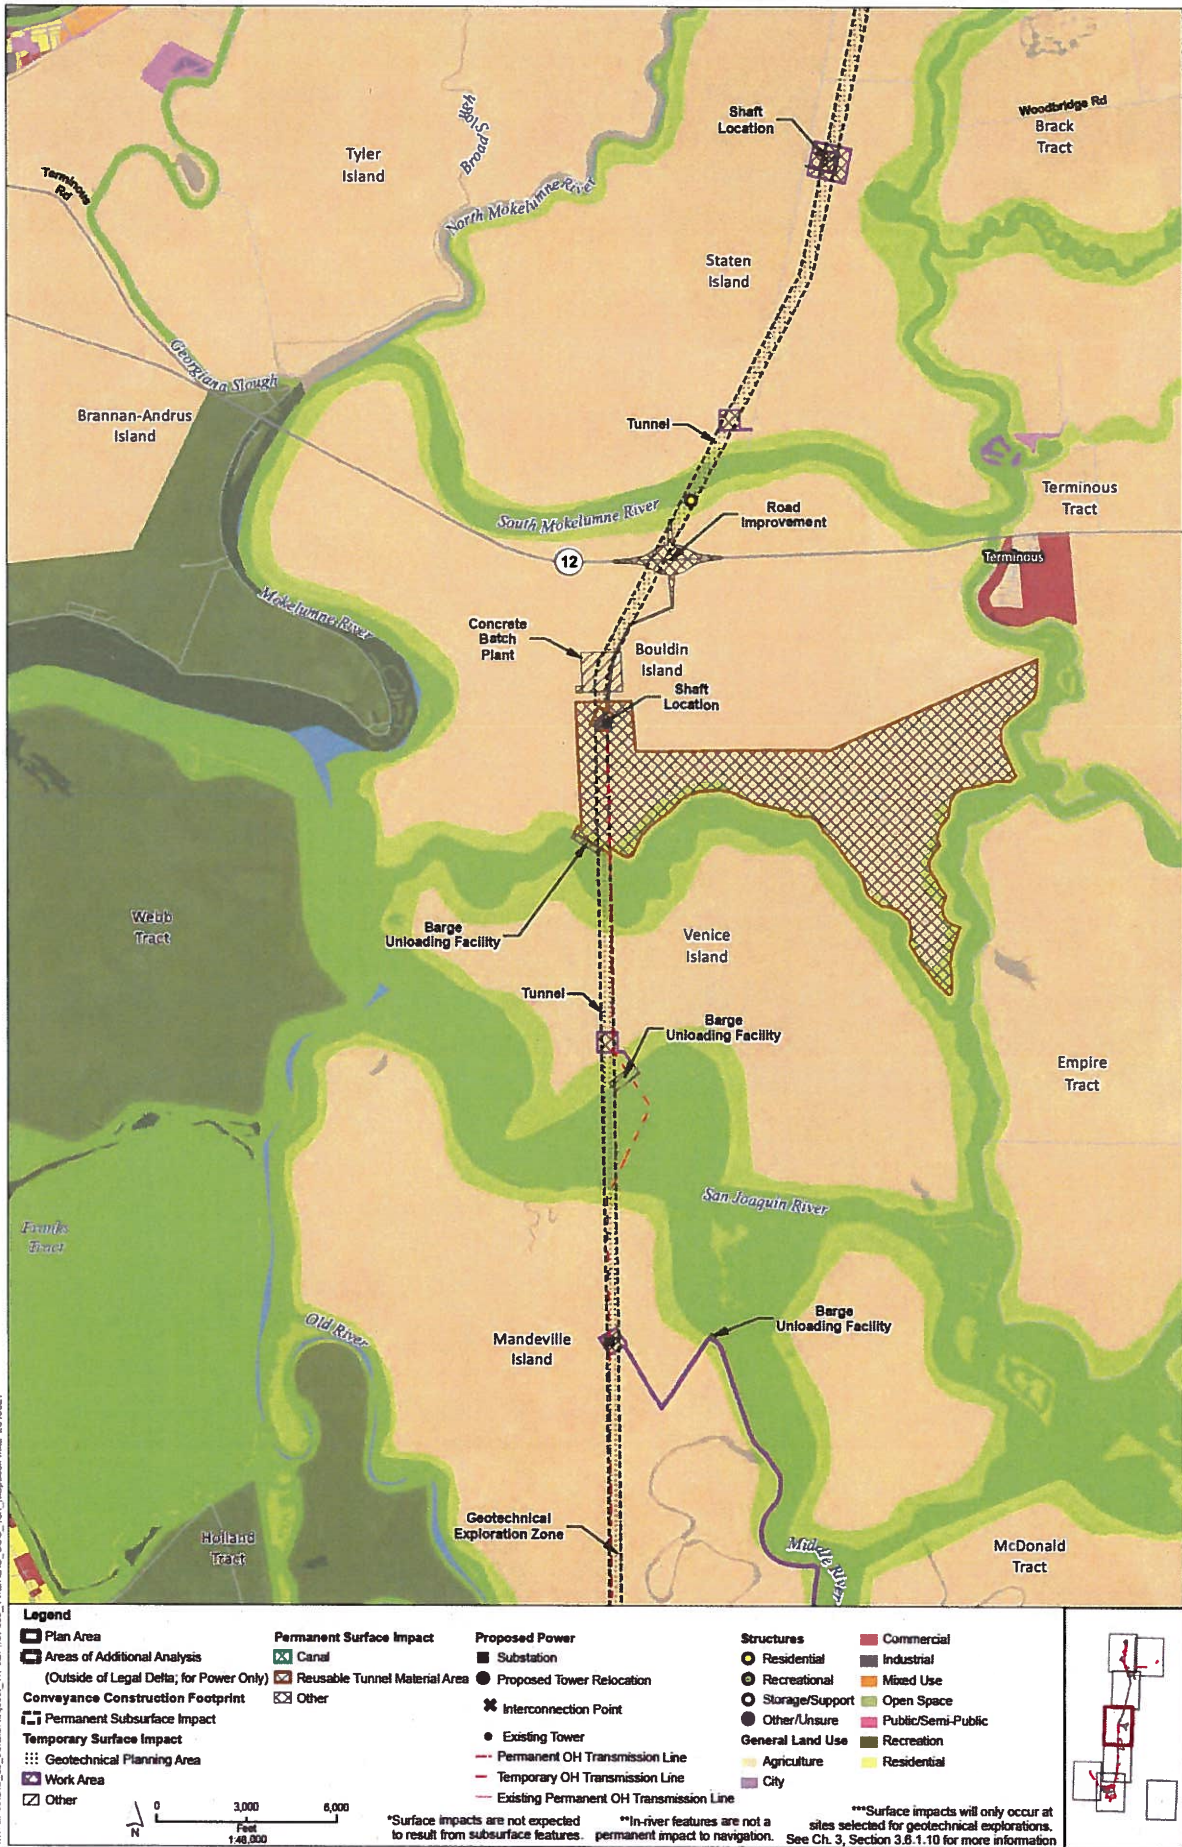 Shaft
Location
Woodbridge Rd
Brack
Tract
Tyler
Island
Broad Slough
Terminous
Rd
North Mokelumne River
Staten
Island
Georgiana Slough
Brannan-Andrus
Island
Tunnel
Terminous
Tract
South Mokelumne River
Road
Improvement
12
Terminous
Mokelumne River
Concrete
Batch
Plant
Bouldin
Island
Shaft
Location
Webb
Tract
Barge
Unloading Facility
Venice
Island
Tunnel
Barge
Unloading Facility
Empire
Tract
San Joaquin River
Franks
Tract
Old River
Mandeville
Island
Barge
Unloading Facility
Geotechnical
Exploration Zone
Holland
Tract
Middle River
McDonald
Tract
Legend
Plan Area
Areas of Additional Analysis
(Outside of Legal Delta; for Power Only)
Conveyance Construction Footprint
Permanent Subsurface Impact
Temporary Surface Impact
Geotechnical Planning Area
Work Area
Other
Permanent Surface Impact
Canal
Reusable Tunnel Material Area
Other
Proposed Power
Substation
Proposed Tower Relocation
Interconnection Point
Existing Tower
Permanent OH Transmission Line
Temporary OH Transmission Line
Existing Permanent OH Transmission Line
Structures
Residential
Recreational
Storage/Support
Other/Unsure
General Land Use
Agriculture
City
Commercial
Industrial
Mixed Use
Open Space
Public/Semi-Public
Recreation
Residential
N
0 3,000 6,000
Feet
1:48,000
*Surface impacts are not expected
to result from subsurface features.
**In-river features are not a
permanent impact to navigation.
***Surface impacts will only occur at
sites selected for geotechnical explorations.
See Ch. 3, Section 3.6.1.10 for more information